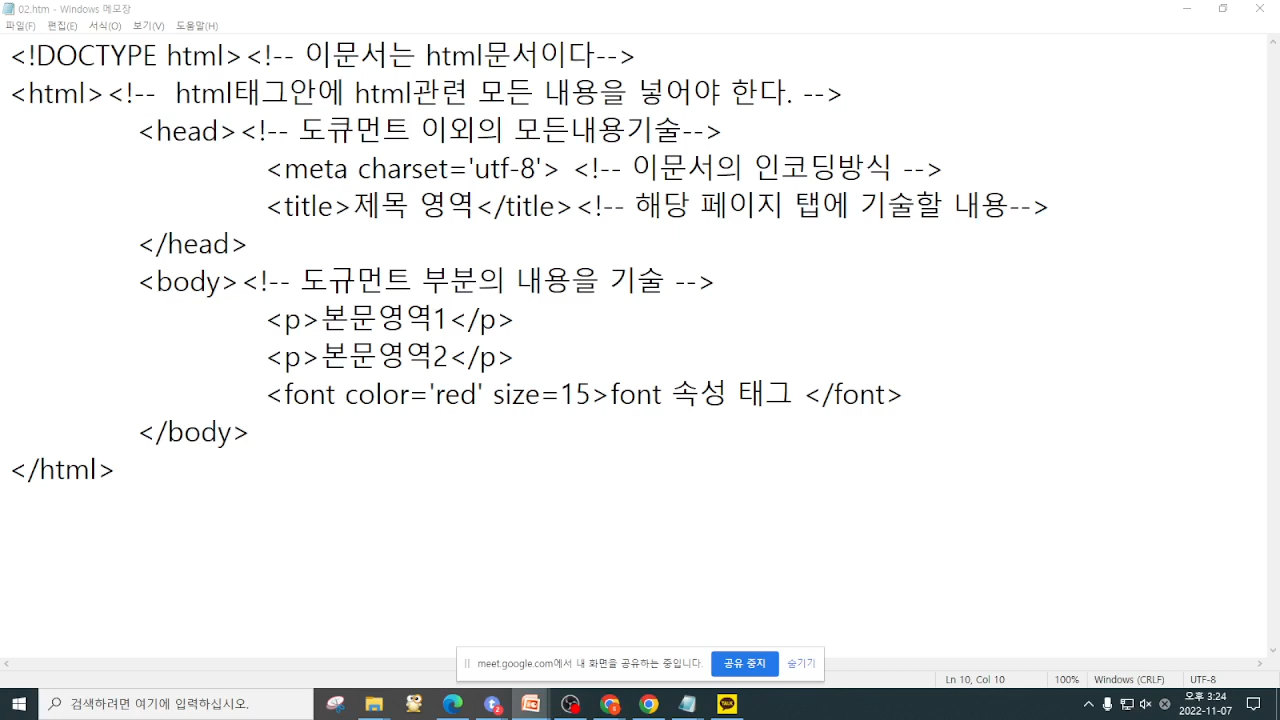 02.htm - Windows 메모장
파일(F) 편집(E) 서식(O) 보기(V) 도움말(H)
<!DOCTYPE html><!-- 이문서는 html문서이다-->
<html><!--  html태그안에 html관련 모든 내용을 넣어야 한다. -->
<head><!-- 도큐먼트 이외의 모든내용기술-->
<meta charset='utf-8'> <!-- 이문서의 인코딩방식 -->
<title>제목 영역</title><!-- 해당 페이지 탭에 기술할 내용-->
</head>
<body><!-- 도규먼트 부분의 내용을 기술 -->
<p>본문영역1</p>
<p>본문영역2</p>
<font color='red' size=15>font 속성 태그 </font>
</body>
</html>
meet.google.com에서 내 화면을 공유하는 중입니다. 공유 중지 숨기기
Ln 10, Col 10 100% Windows (CRLF) UTF-8
검색하려면 여기에 입력하십시오.
TALK
오후 3:24
2022-11-07